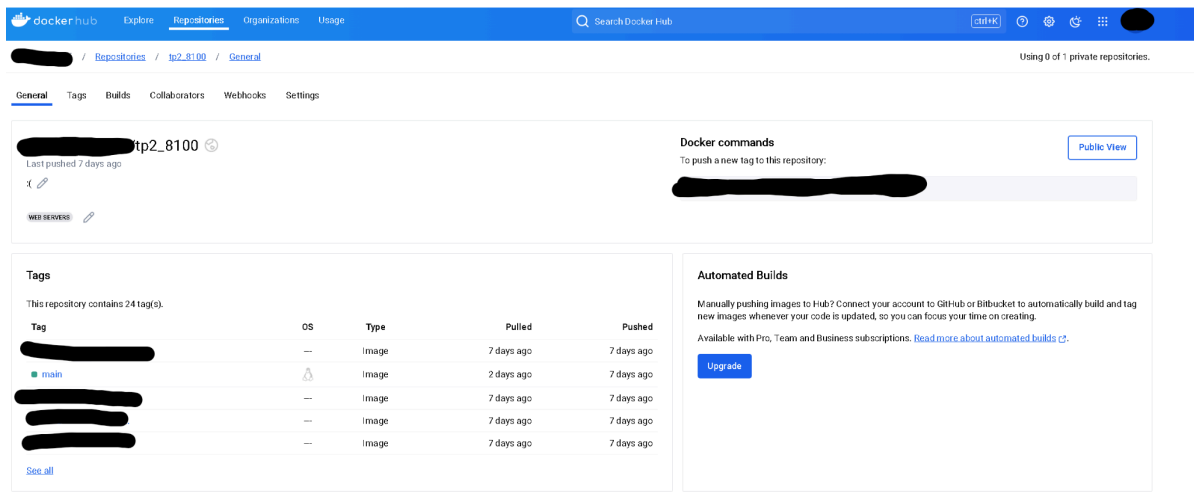 dockerhub Explore Repositories Organizations Usage Search Docker Hub ctrl+K
/ Repositories / tp2_8100 / General Using 0 of 1 private repositories.
General Tags Builds Collaborators Webhooks Settings
/tp2_8100
Last pushed 7 days ago
:(
WEB SERVERS
Docker commands
Public View
To push a new tag to this repository:
Tags
This repository contains 24 tag(s).
Tag OS Type Pulled Pushed
--- Image 7 days ago 7 days ago
main Image 2 days ago 7 days ago
--- Image 7 days ago 7 days ago
--- Image 7 days ago 7 days ago
--- Image 7 days ago 7 days ago
See all
Automated Builds
Manually pushing images to Hub? Connect your account to GitHub or Bitbucket to automatically build and tag
new images whenever your code is updated, so you can focus your time on creating.
Available with Pro, Team and Business subscriptions. Read more about automated builds.
Upgrade